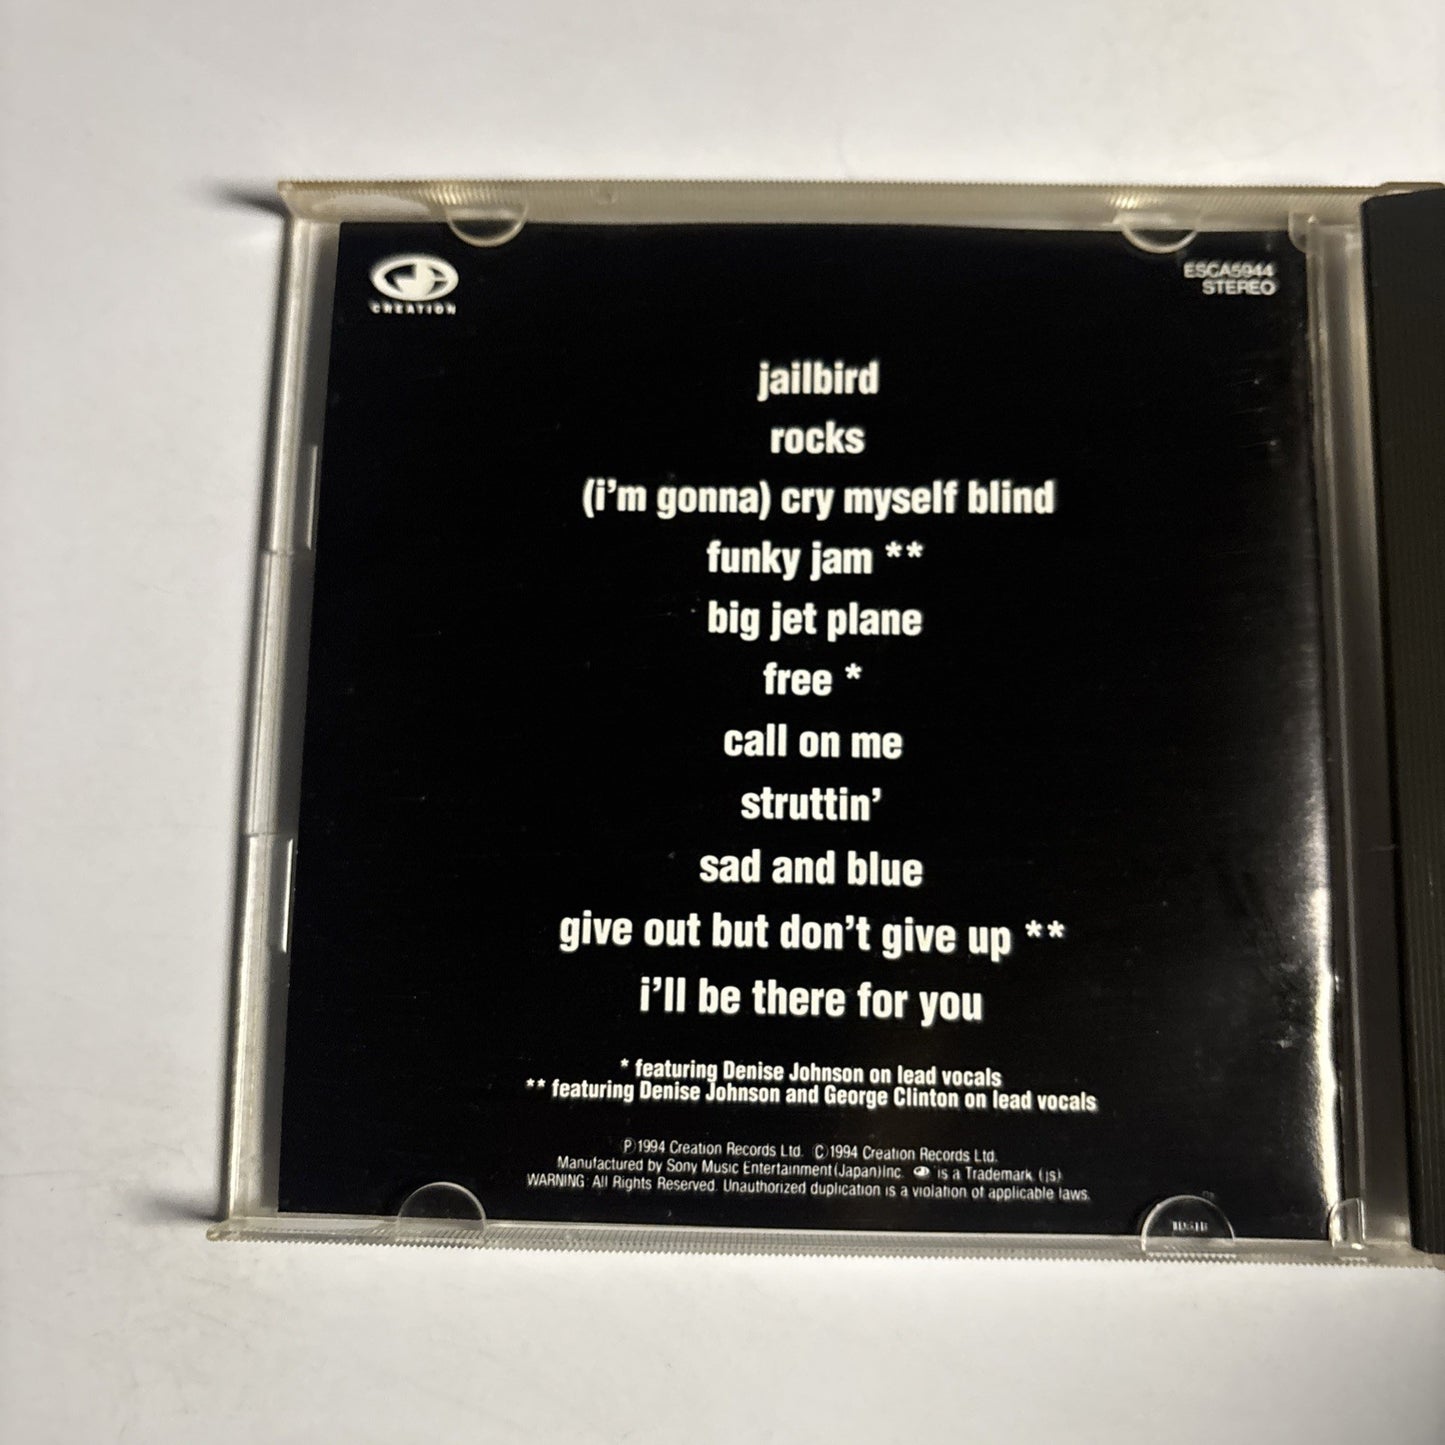 CREATION
ESCA5944
STEREO
jailbird
rocks
(i'm gonna) cry myself blind
funky jam **
big jet plane
free *
call on me
struttin'
sad and blue
give out but don't give up **
i'll be there for you
* featuring Denise Johnson on lead vocals
** featuring Denise Johnson and George Clinton on lead vocals
Ⓟ1994 Creation Records Ltd. ©1994 Creation Records Ltd.
Manufactured by Sony Music Entertainment (Japan) Inc. is a Trademark. (js)
WARNING: All Rights Reserved. Unauthorized duplication is a violation of applicable laws.